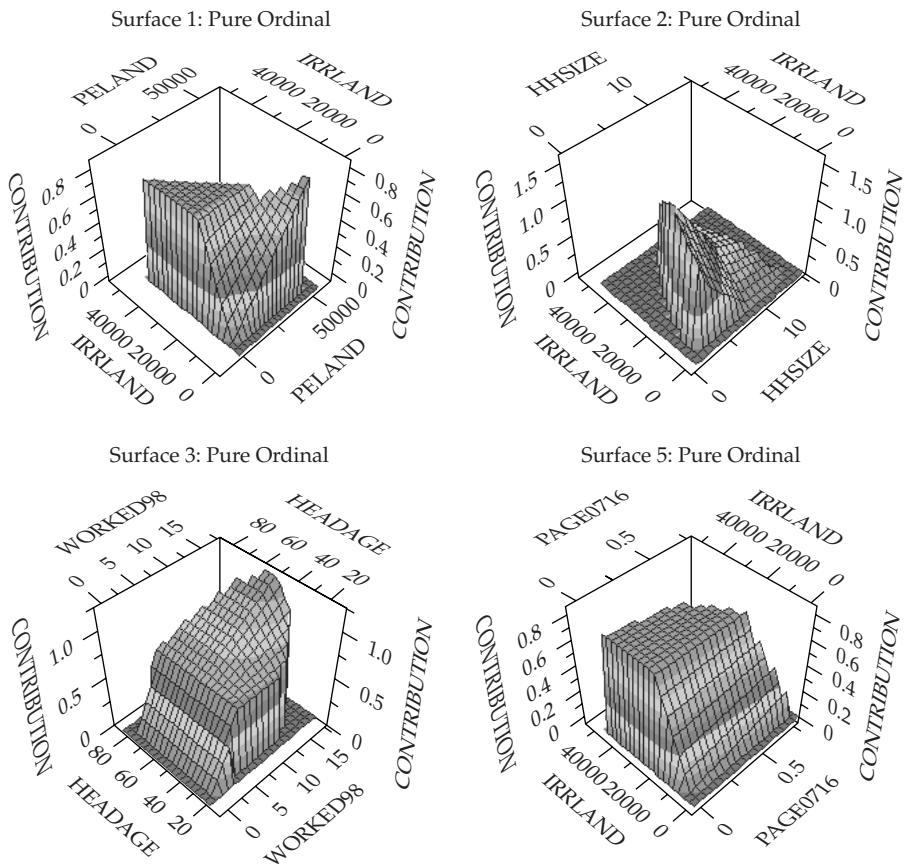 Surface 1: Pure Ordinal
PELAND
0
50000
IRRLAND
40000
20000
0
CONTRIBUTION
0.8
0.6
0.4
0.2
0
CONTRIBUTION
0.8
0.6
0.4
0.2
0
IRRLAND
40000
20000
0
PELAND
0
50000
Surface 2: Pure Ordinal
HHSIZE
0
10
IRRLAND
40000
20000
0
CONTRIBUTION
1.5
1.0
0.5
0
CONTRIBUTION
1.5
1.0
0.5
0
IRRLAND
40000
20000
0
HHSIZE
0
10
Surface 3: Pure Ordinal
WORKED98
0
5
10
15
HEADAGE
80
60
40
20
CONTRIBUTION
1.0
0.5
0
CONTRIBUTION
1.0
0.5
0
HEADAGE
80
60
40
20
WORKED98
0
5
10
15
Surface 5: Pure Ordinal
PAGE0716
0
0.5
IRRLAND
40000
20000
0
CONTRIBUTION
0.8
0.6
0.4
0.2
0
CONTRIBUTION
0.8
0.6
0.4
0.2
0
IRRLAND
40000
20000
0
PAGE0716
0
0.5